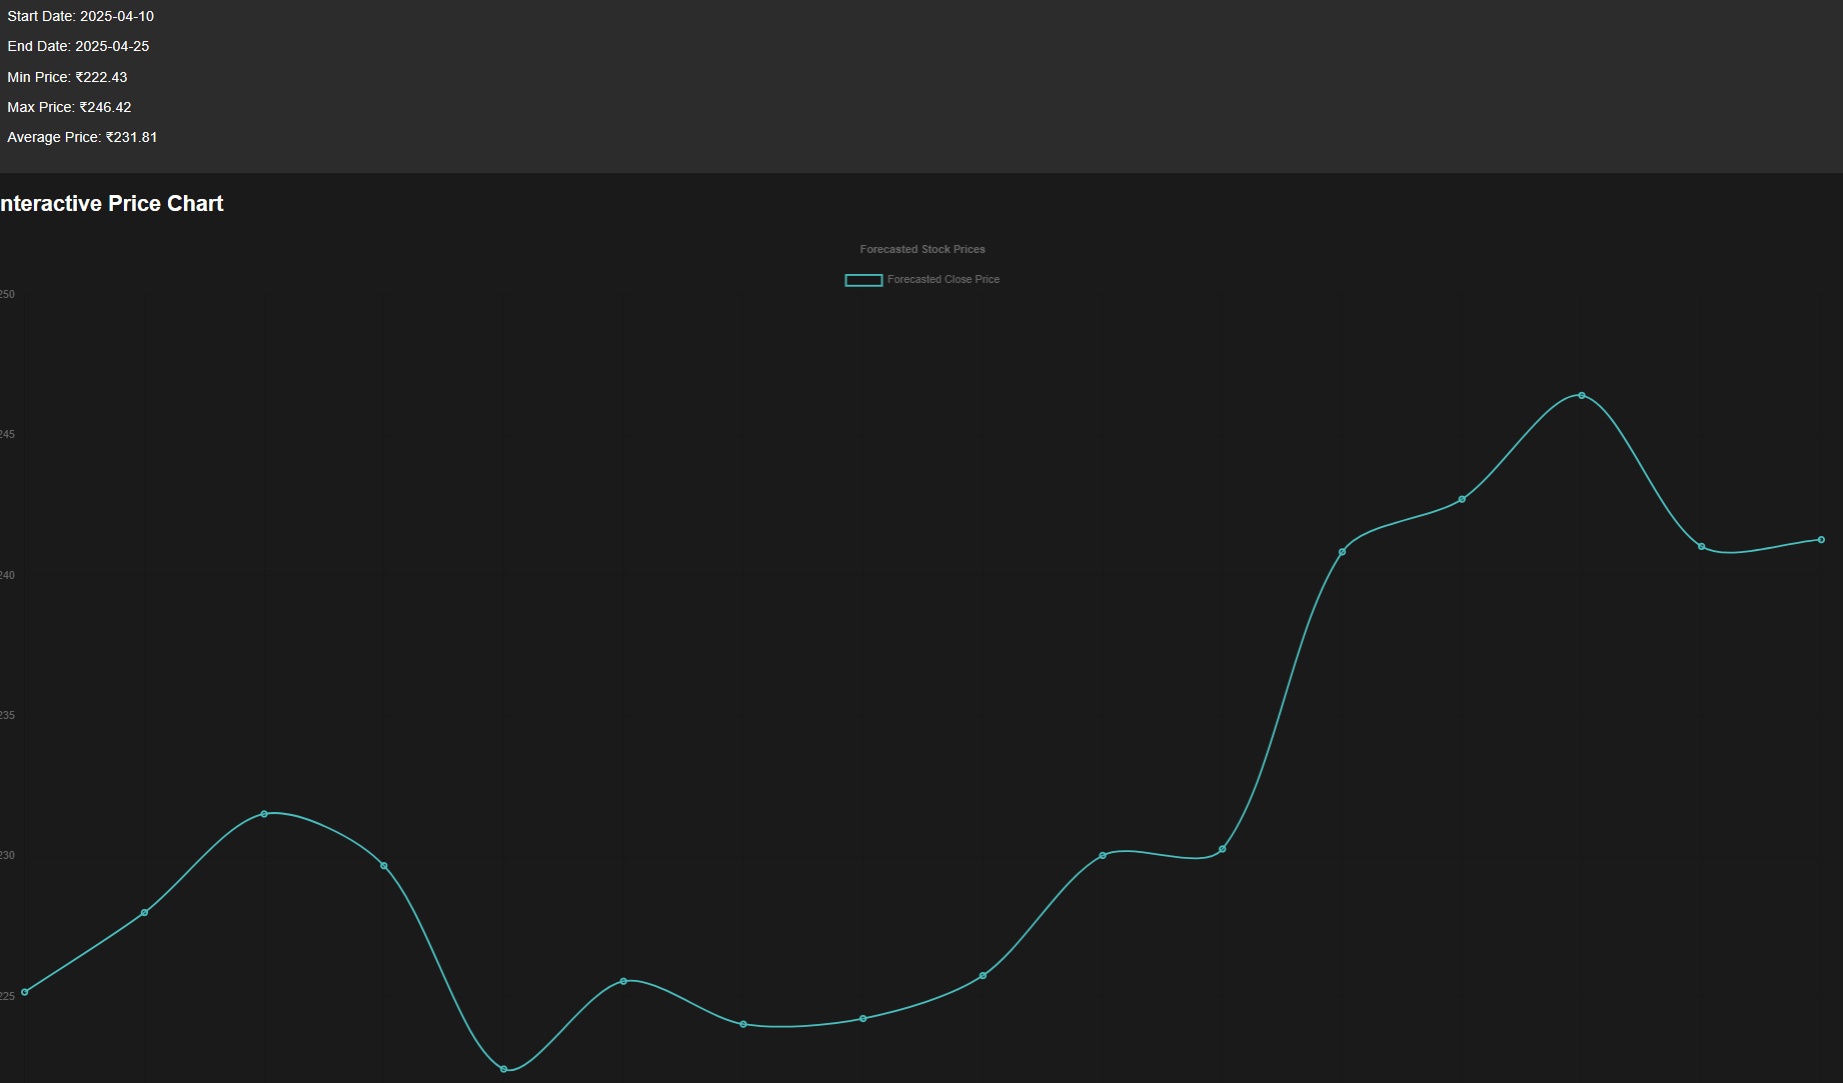 Start Date: 2025-04-10
End Date: 2025-04-25
Min Price: ₹222.43
Max Price: ₹246.42
Average Price: ₹231.81
nteractive Price Chart
Forecasted Stock Prices
Forecasted Close Price
250
245
240
235
230
225